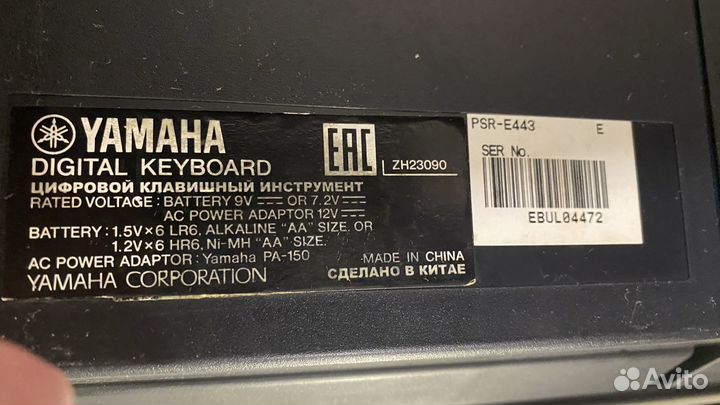 YAMAHA
EAC
ZH23090
DIGITAL KEYBOARD
ЦИФРОВОЙ КЛАВИШНЫЙ ИНСТРУМЕНТ
RATED VOLTAGE : BATTERY 9V ⎓ OR 7.2V ⎓
AC POWER ADAPTOR 12V ⎓
BATTERY : 1.5V×6 LR6, ALKALINE "AA" SIZE. OR
1.2V×6 HR6, Ni-MH "AA" SIZE.
AC POWER ADAPTOR : Yamaha PA-150
MADE IN CHINA
YAMAHA CORPORATION
СДЕЛАНО В КИТАЕ
PSR-E443 E
SER No.
EBUL04472
Avito